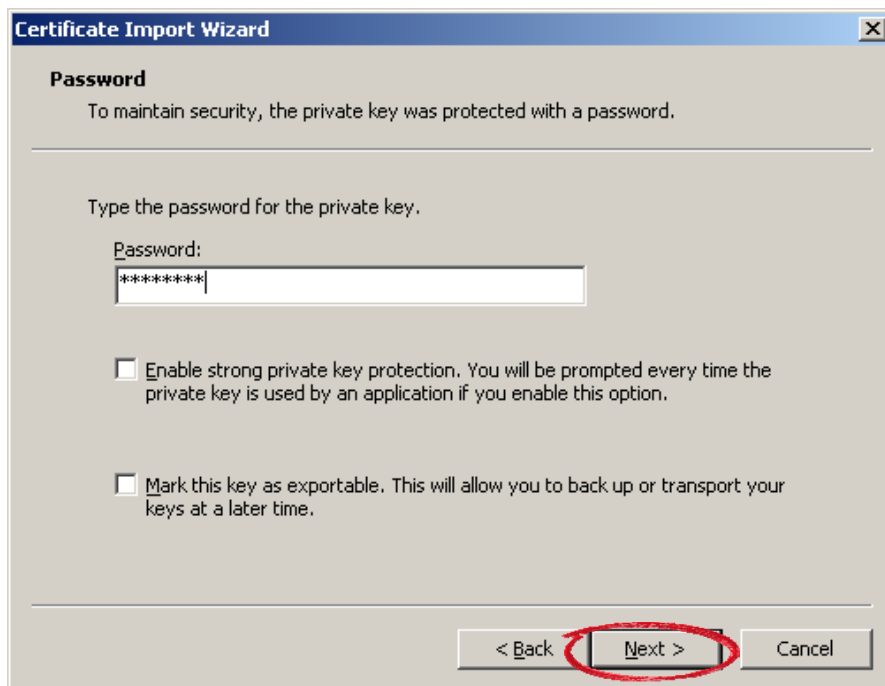 Certificate Import Wizard
Password
To maintain security, the private key was protected with a password.
Type the password for the private key.
Password:
********
Enable strong private key protection. You will be prompted every time the
private key is used by an application if you enable this option.
Mark this key as exportable. This will allow you to back up or transport your
keys at a later time.
< Back Next > Cancel